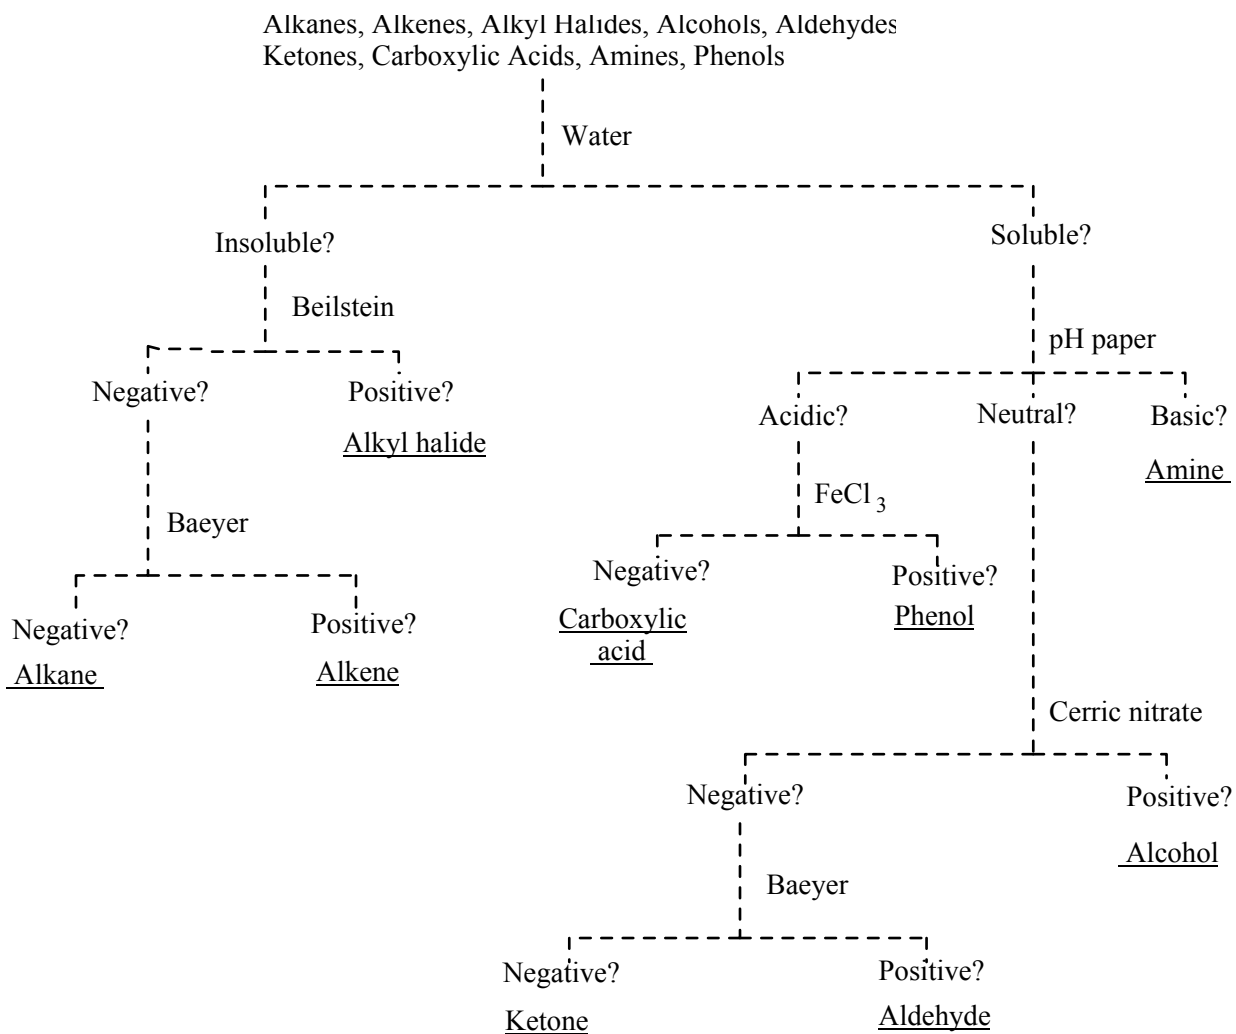 Alkanes, Alkenes, Alkyl Halides, Alcohols, Aldehydes
Ketones, Carboxylic Acids, Amines, Phenols
Water
Insoluble?
Soluble?
Beilstein
pH paper
Negative?
Positive?
Alkyl halide
Acidic?
Neutral?
Basic?
Amine
FeCl 3
Baeyer
Negative?
Carboxylic
acid
Positive?
Phenol
Negative?
Alkane
Positive?
Alkene
Cerric nitrate
Negative?
Positive?
Alcohol
Baeyer
Negative?
Ketone
Positive?
Aldehyde